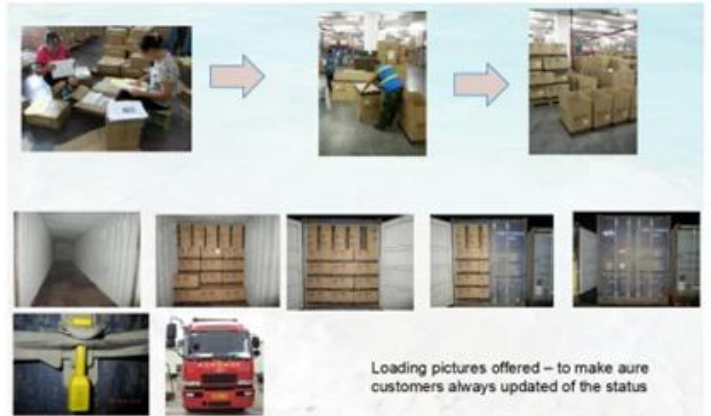 Loading pictures offered – to make aure
customers always updated of the status